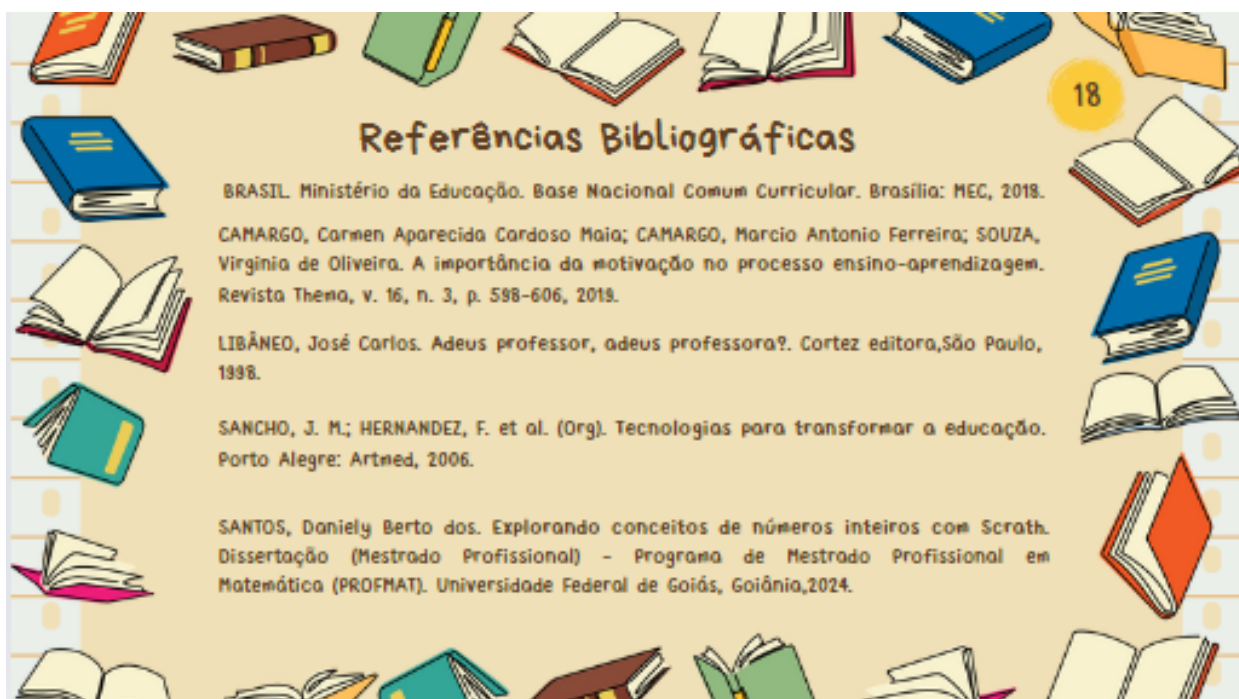 18
Referências Bibliográficas
BRASIL. Ministério da Educação. Base Nacional Comum Curricular. Brasília: MEC, 2018.
CAMARGO, Carmen Aparecida Cardoso Maia; CAMARGO, Marcio Antonio Ferreira; SOUZA,
Virginia de Oliveira. A importância da motivação no processo ensino-aprendizagem.
Revista Thema, v. 16, n. 3, p. 598-606, 2019.
LIBÂNEO, José Carlos. Adeus professor, adeus professora?. Cortez editora,São Paulo,
1998.
SANCHO, J. M.; HERNANDEZ, F. et al. (Org). Tecnologias para transformar a educação.
Porto Alegre: Artmed, 2006.
SANTOS, Daniely Berto dos. Explorando conceitos de números inteiros com Scrath.
Dissertação (Mestrado Profissional) - Programa de Mestrado Profissional em
Matemática (PROFMAT). Universidade Federal de Goiás, Goiânia,2024.